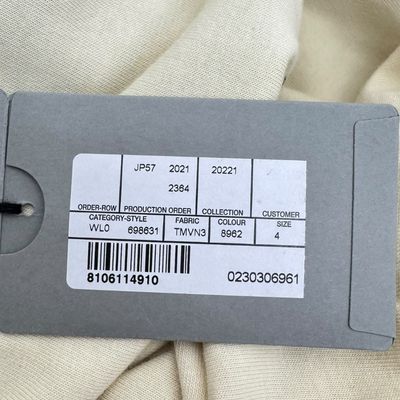 JP57 2021 20221
2364
ORDER-ROW PRODUCTION ORDER COLLECTION CUSTOMER
CATEGORY-STYLE FABRIC COLOUR SIZE
WL0 698631 TMVN3 8962 4
8106114910 0230306961